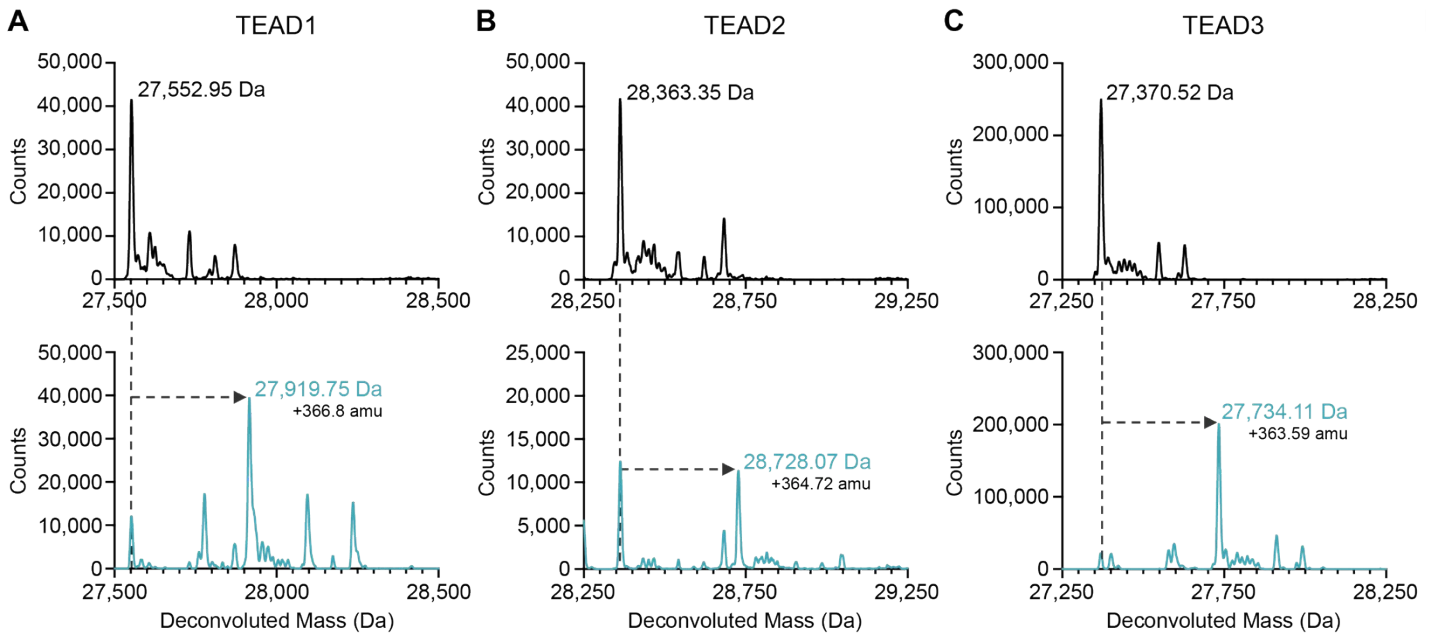 A
TEAD1
50,000
40,000
30,000
20,000
10,000
0
Counts
27,552.95 Da
27,500
28,000
28,500
50,000
40,000
30,000
20,000
10,000
0
Counts
27,919.75 Da
+366.8 amu
27,500
28,000
28,500
Deconvoluted Mass (Da)
B
TEAD2
50,000
40,000
30,000
20,000
10,000
0
Counts
28,363.35 Da
28,250
28,750
29,250
25,000
20,000
15,000
10,000
5,000
0
Counts
28,728.07 Da
+364.72 amu
28,250
28,750
29,250
Deconvoluted Mass (Da)
C
TEAD3
300,000
200,000
100,000
0
Counts
27,370.52 Da
27,250
27,750
28,250
300,000
200,000
100,000
0
Counts
27,734.11 Da
+363.59 amu
27,250
27,750
28,250
Deconvoluted Mass (Da)